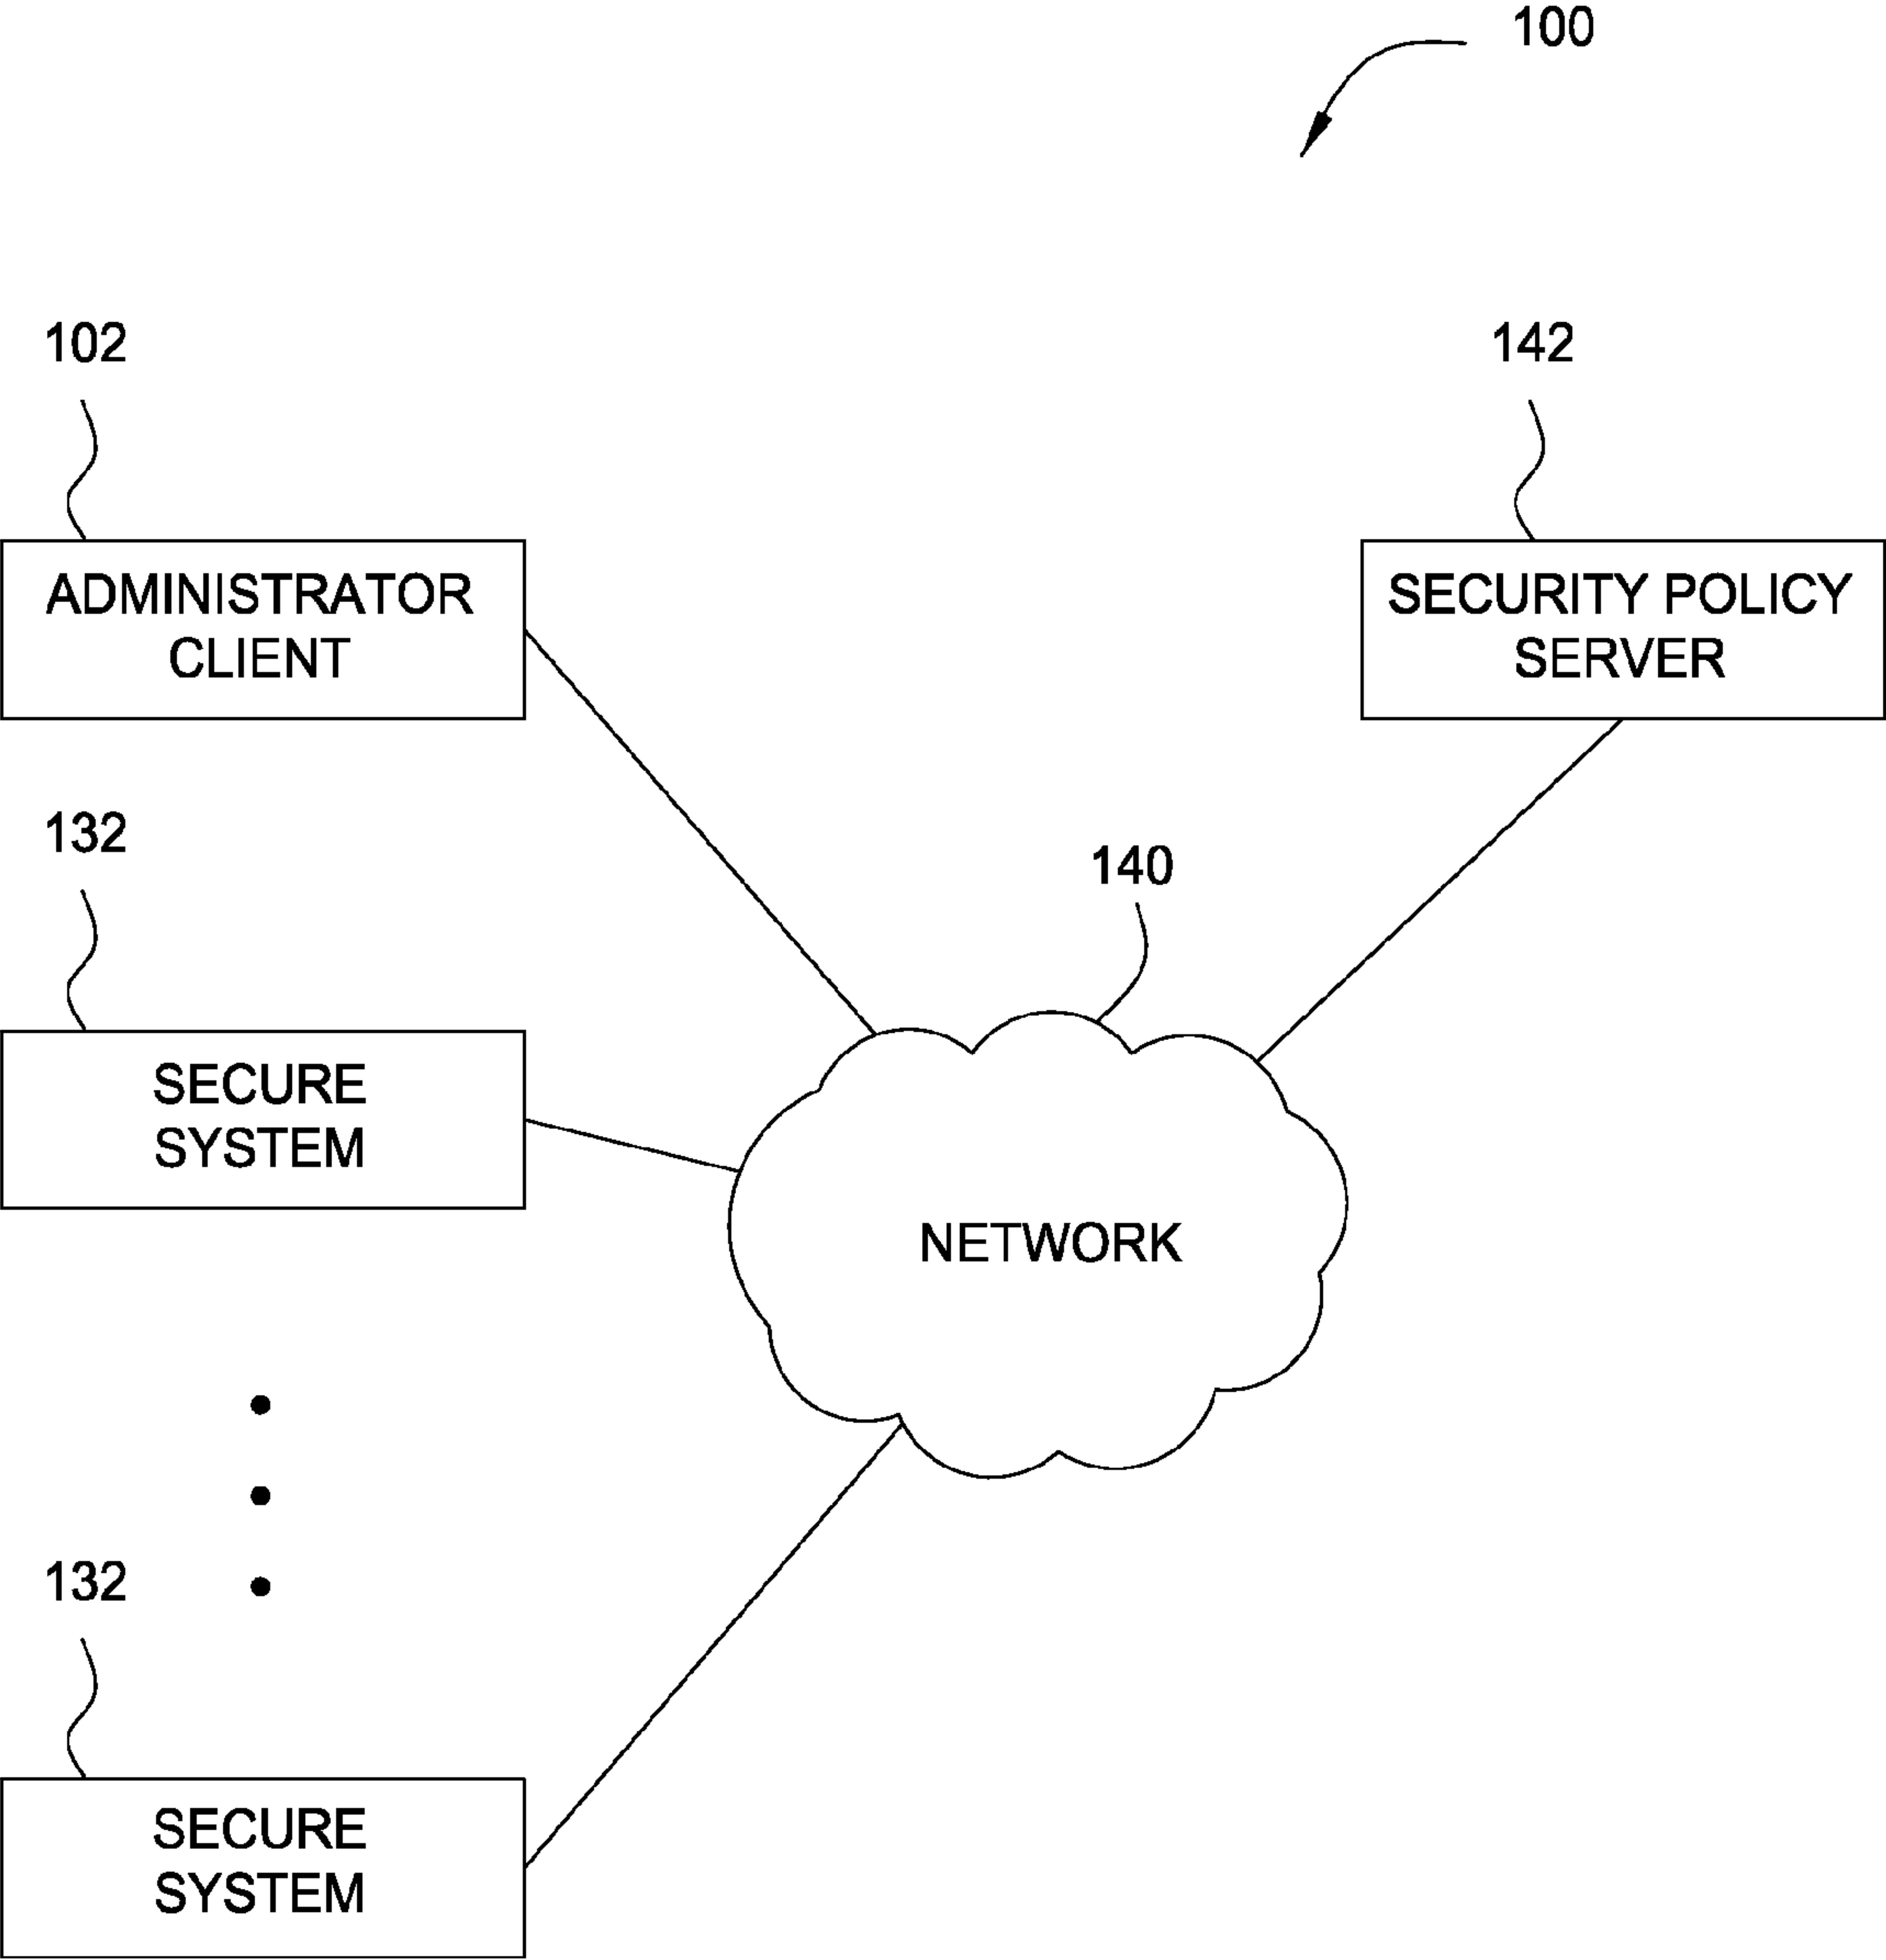 100
102
142
ADMINISTRATOR
CLIENT
SECURITY POLICY
SERVER
132
140
SECURE
SYSTEM
NETWORK
132
SECURE
SYSTEM